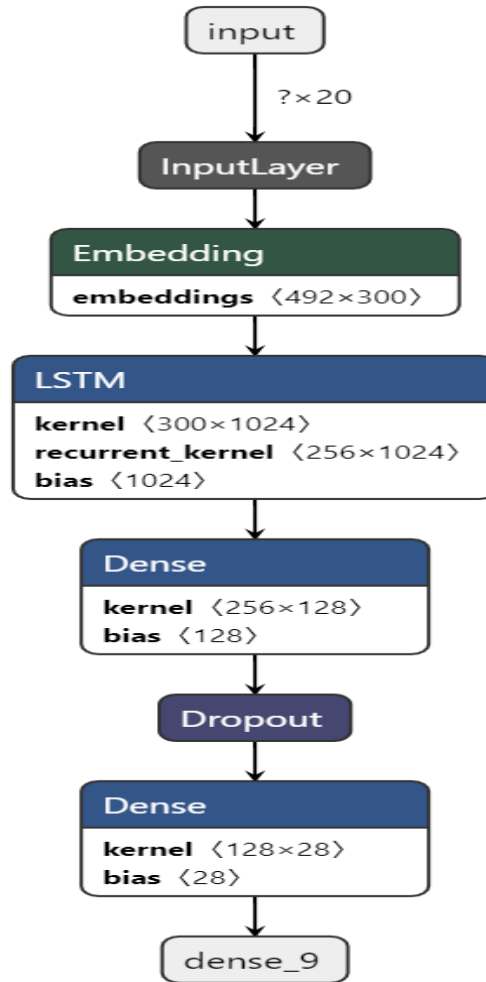 input
?×20
InputLayer
Embedding
embeddings 〈492×300〉
LSTM
kernel 〈300×1024〉
recurrent_kernel 〈256×1024〉
bias 〈1024〉
Dense
kernel 〈256×128〉
bias 〈128〉
Dropout
Dense
kernel 〈128×28〉
bias 〈28〉
dense_9